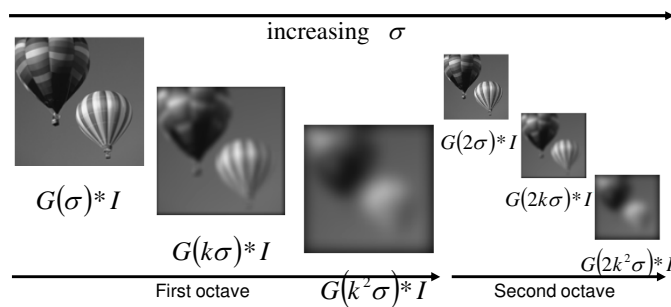 increasing σ
G(σ)*I
G(kσ)*I
G(k²σ)*I
First octave
G(2σ)*I
G(2kσ)*I
G(2k²σ)*I
Second octave